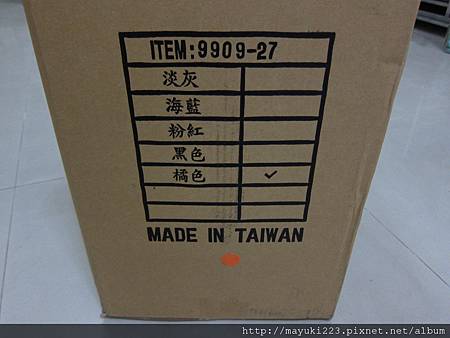 ITEM:9909-27
淡灰
海藍
粉紅
黑色
橘色 ✓
MADE IN TAIWAN
http://mayuki223.pixnet.net/album